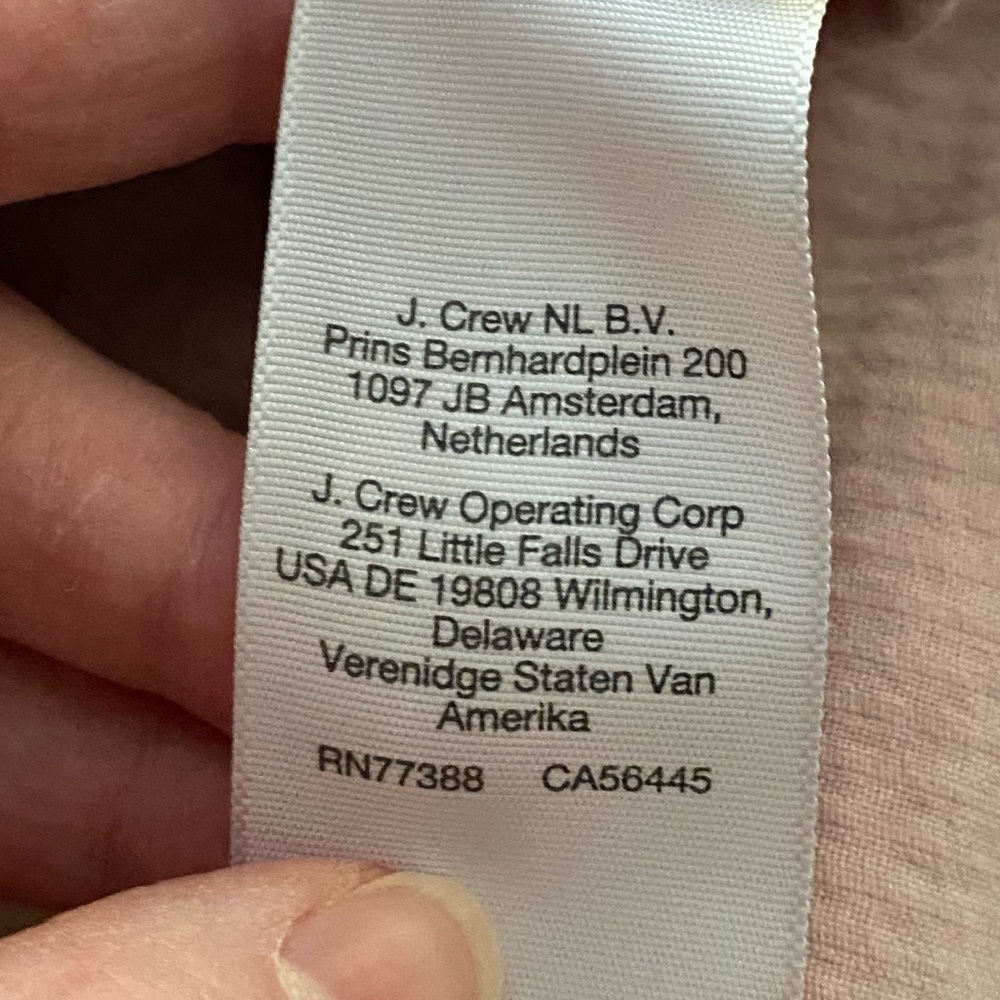 J. Crew NL B.V.
Prins Bernhardplein 200
1097 JB Amsterdam,
Netherlands
J. Crew Operating Corp
251 Little Falls Drive
USA DE 19808 Wilmington,
Delaware
Verenidge Staten Van
Amerika
RN77388 CA56445